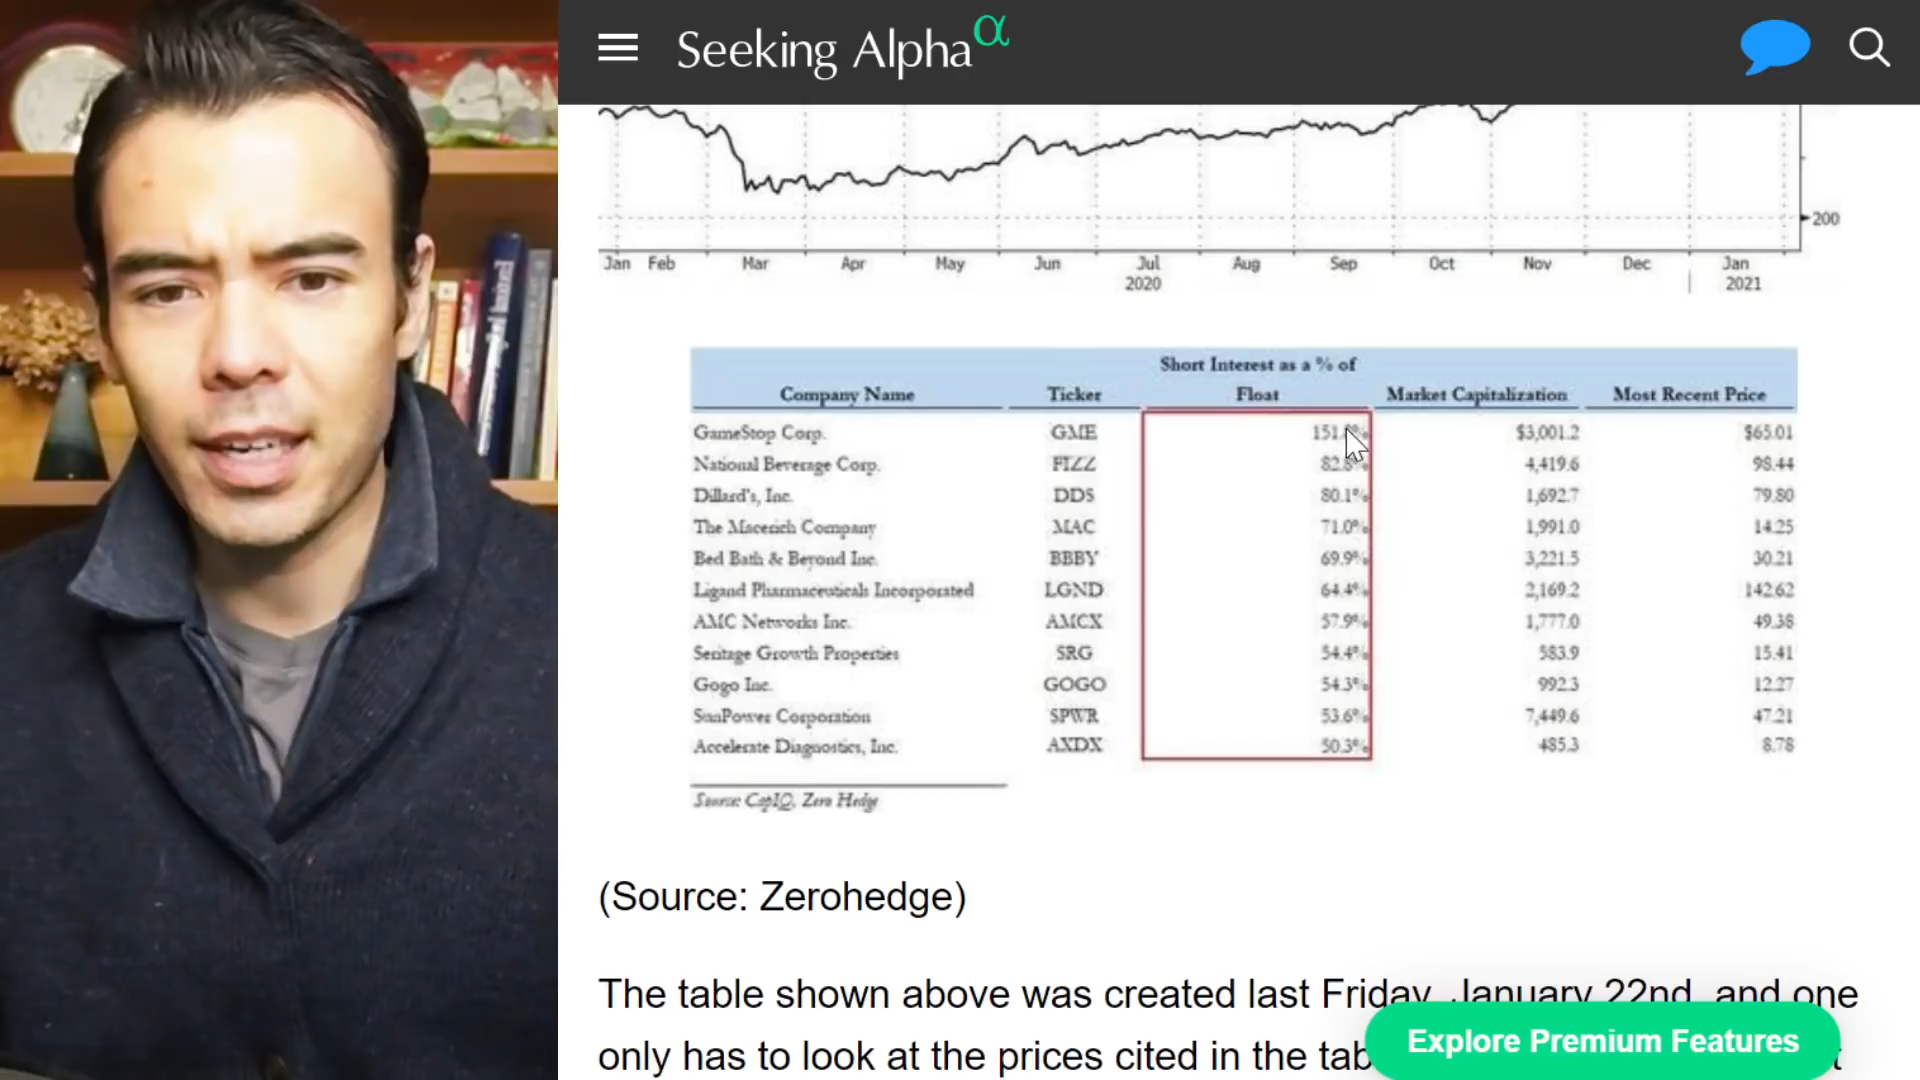 Seeking Alpha α
200
Jan Feb Mar Apr May Jun Jul Aug Sep Oct Nov Dec Jan
2020 2021
Short Interest as a % of
Company Name Ticker Float Market Capitalization Most Recent Price
GameStop Corp. GME $3,001.2 $65.01
National Beverage Corp. FIZZ 82.8% 4,419.6 98.44
Dillard's, Inc. DDS 80.1% 1,692.7 79.80
The Macerich Company MAC 71.0% 1,991.0 14.25
Bed Bath & Beyond Inc. BBBY 69.9% 3,221.5 30.21
Ligand Pharmaceuticals Incorporated LGND 64.4% 2,169.2 142.62
AMC Networks Inc. AMCX 57.9% 1,777.0 49.38
Seritage Growth Properties SRG 54.4% 583.9 15.41
Gogo Inc. GOGO 54.3% 992.3 12.27
SunPower Corporation SPWR 53.6% 7,449.6 47.21
Accelerate Diagnostics, Inc. AXDX 50.3% 485.3 8.78
Source: CapIQ, Zero Hedge
(Source: Zerohedge)
The table shown above was created last Friday, January 22nd, and one
only has to look at the prices cited in the
Explore Premium Features